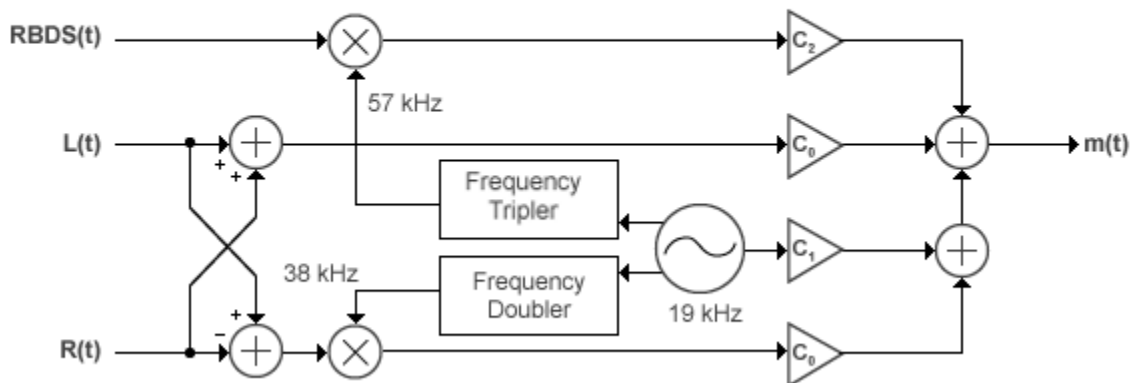 RBDS(t)
C2
57 kHz
L(t)
+
+
C0
m(t)
Frequency
Tripler
C1
38 kHz
Frequency
Doubler
19 kHz
+
−
R(t)
C0